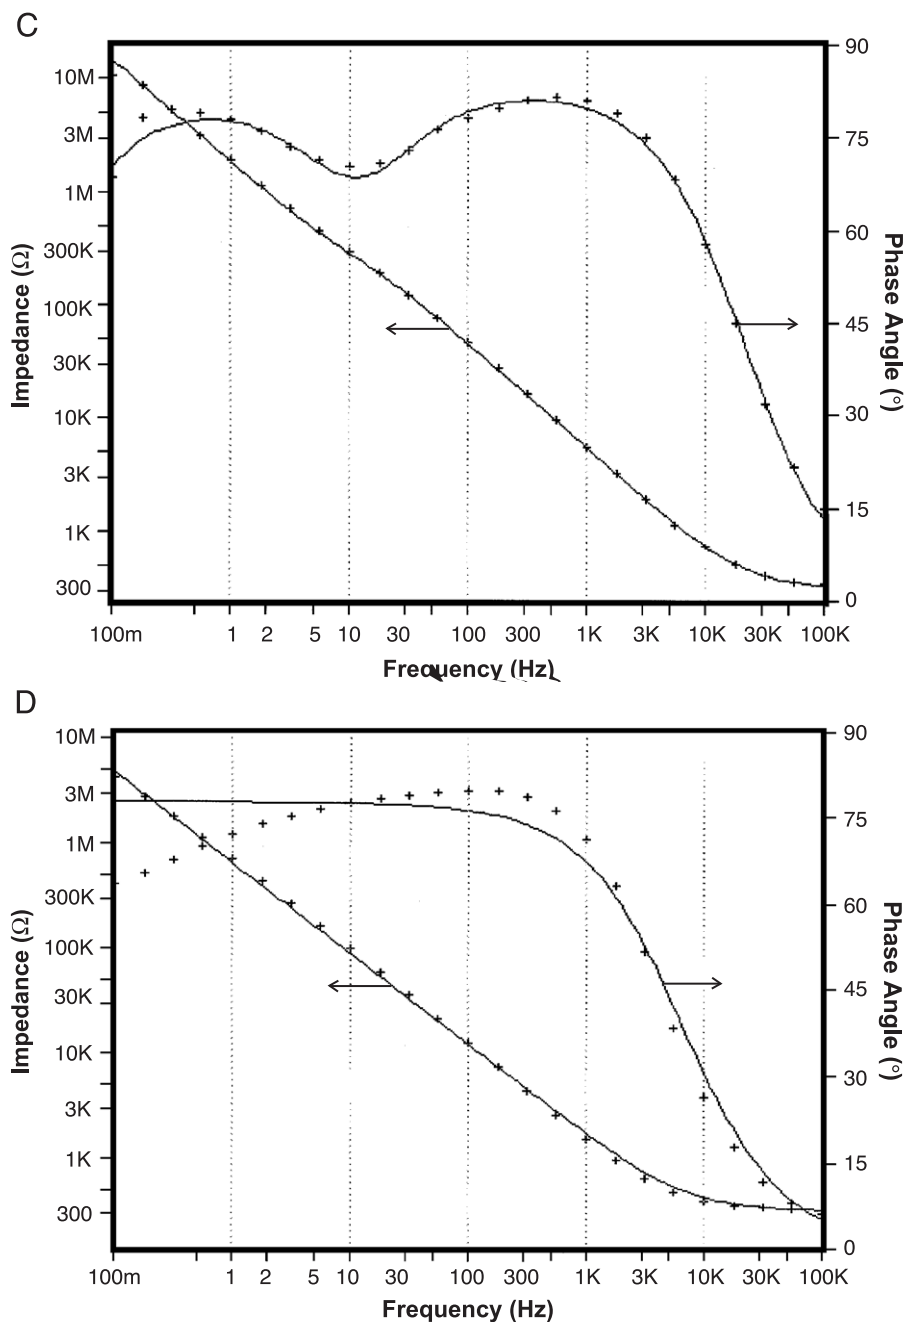 C
10M
3M
1M
300K
100K
30K
10K
3K
1K
300
Impedance (Ω)
90
75
60
45
30
15
0
Phase Angle (°)
100m 1 2 5 10 30 100 300 1K 3K 10K 30K 100K
Frequency (Hz)
D
10M
3M
1M
300K
100K
30K
10K
3K
1K
300
Impedance (Ω)
90
75
60
45
30
15
0
Phase Angle (°)
100m 1 2 5 10 30 100 300 1K 3K 10K 30K 100K
Frequency (Hz)